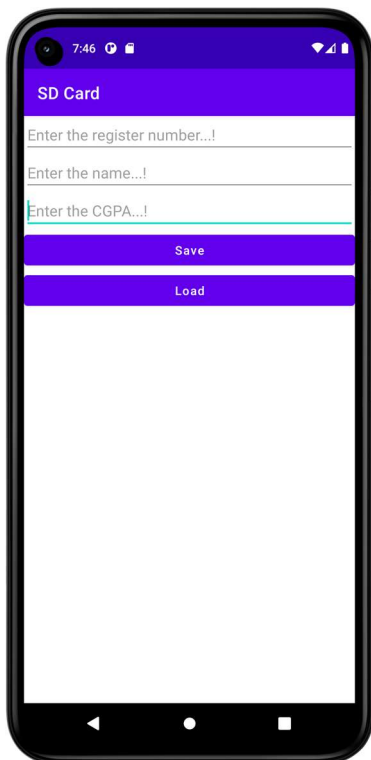 7:46
SD Card
Enter the register number...!
Enter the name...!
Enter the CGPA...!
Save
Load